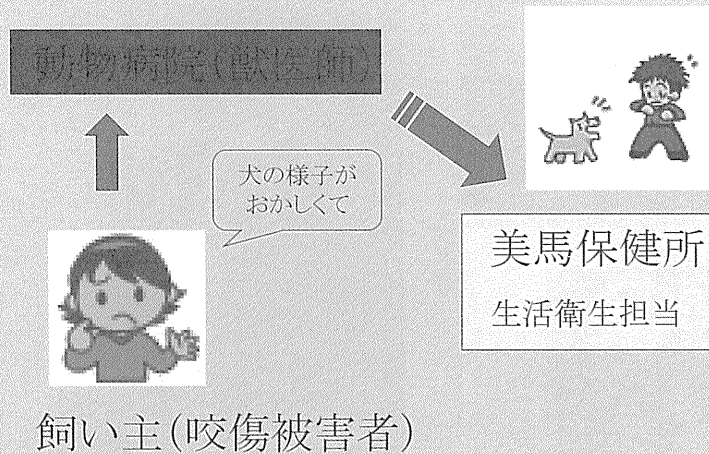 動物病院(獣医師)
犬の様子が
おかしくて
美馬保健所
生活衛生担当
飼い主(咬傷被害者)